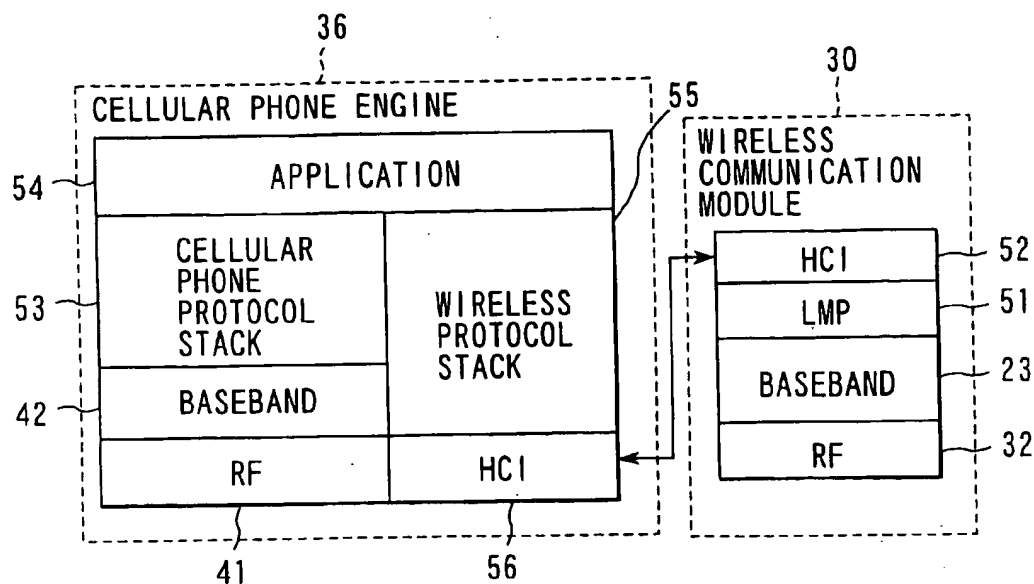 36
30
CELLULAR PHONE ENGINE
55
WIRELESS
COMMUNICATION
MODULE
54
APPLICATION
CELLULAR
PHONE
PROTOCOL
STACK
53
WIRELESS
PROTOCOL
STACK
HCI
52
LMP
51
BASEBAND
23
42
BASEBAND
RF
32
RF
HCI
41
56